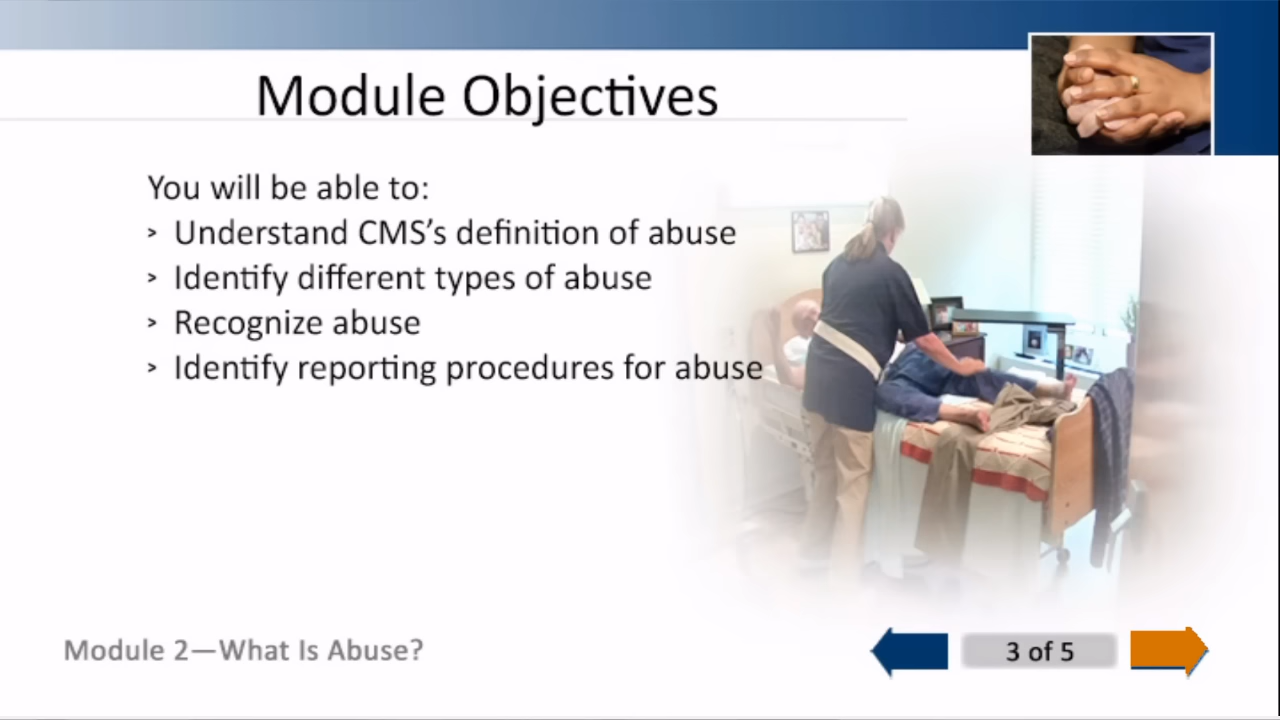 Module Objectives
You will be able to:
> Understand CMS’s definition of abuse
> Identify different types of abuse
> Recognize abuse
> Identify reporting procedures for abuse
Module 2—What Is Abuse?
3 of 5